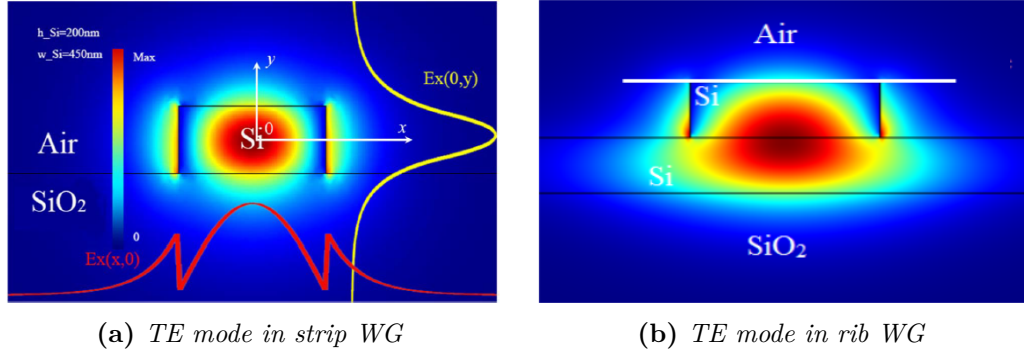 h_Si=200nm
w_Si=450nm
Max
y
Ex(0,y)
Si
0
x
Air
SiO₂
0
Ex(x,0)
Air
Si
Si
SiO₂
(a) TE mode in strip WG
(b) TE mode in rib WG